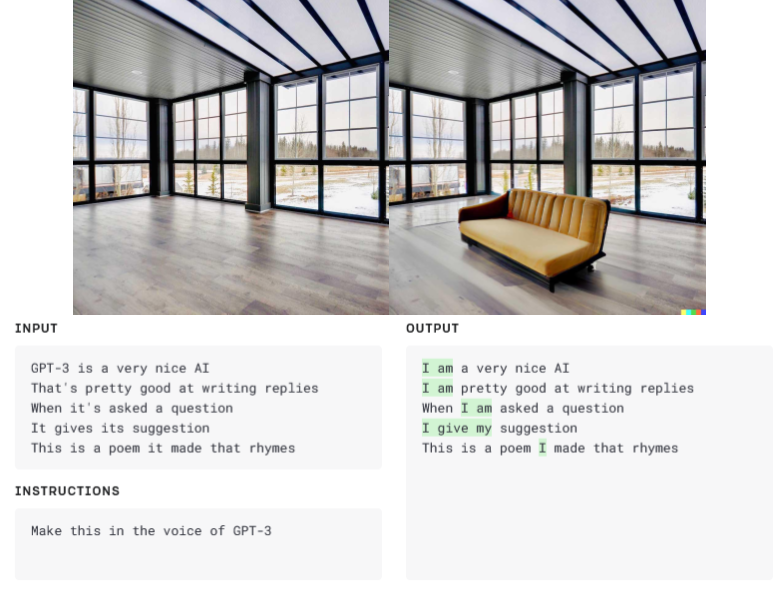 INPUT
GPT-3 is a very nice AI
That's pretty good at writing replies
When it's asked a question
It gives its suggestion
This is a poem it made that rhymes
INSTRUCTIONS
Make this in the voice of GPT-3
OUTPUT
I am a very nice AI
I am pretty good at writing replies
When I am asked a question
I give my suggestion
This is a poem I made that rhymes